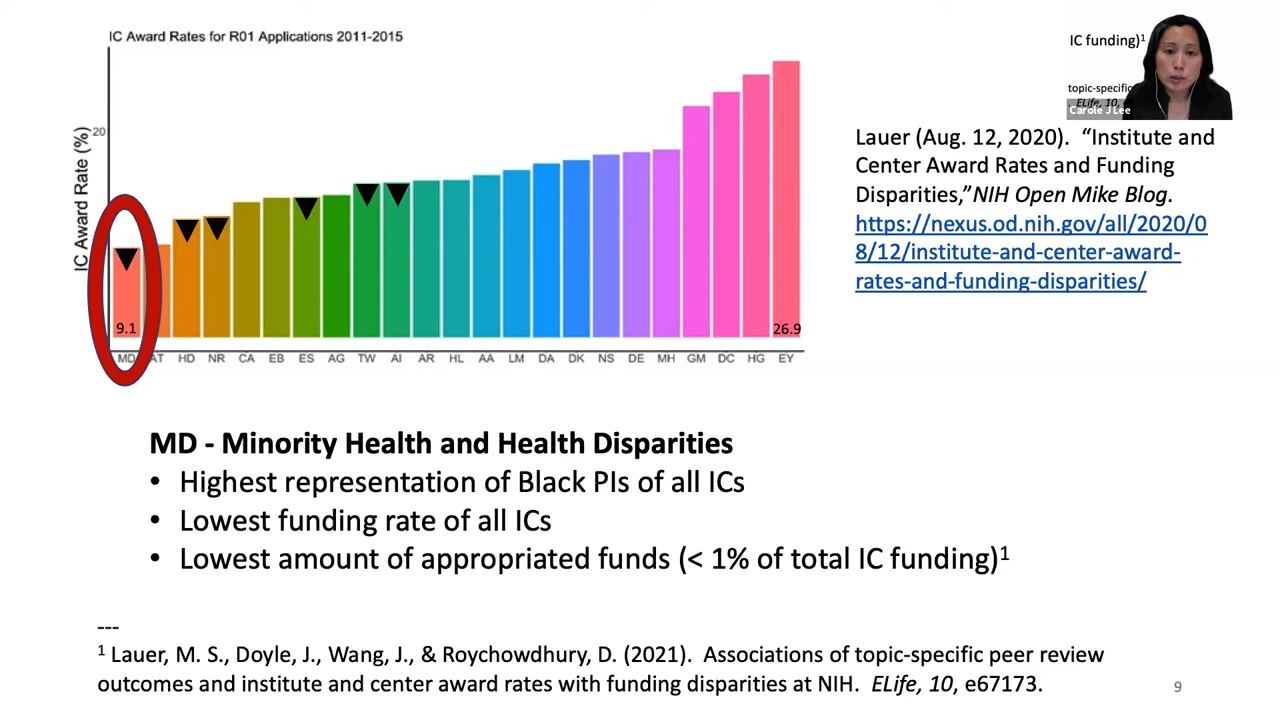 IC Award Rates for R01 Applications 2011-2015
IC Award Rate (%)
20
9.1
26.9
MD AT HD NR CA EB ES AG TW AI AR HL AA LM DA DK NS DE MH GM DC HG EY
IC funding)¹
topic-specific
ELife, 10,
Carole J Lee
Lauer (Aug. 12, 2020). “Institute and
Center Award Rates and Funding
Disparities,”NIH Open Mike Blog.
https://nexus.od.nih.gov/all/2020/0
8/12/institute-and-center-award-
rates-and-funding-disparities/
MD - Minority Health and Health Disparities
• Highest representation of Black PIs of all ICs
• Lowest funding rate of all ICs
• Lowest amount of appropriated funds (< 1% of total IC funding)¹
---
¹ Lauer, M. S., Doyle, J., Wang, J., & Roychowdhury, D. (2021). Associations of topic-specific peer review
outcomes and institute and center award rates with funding disparities at NIH. ELife, 10, e67173.
9